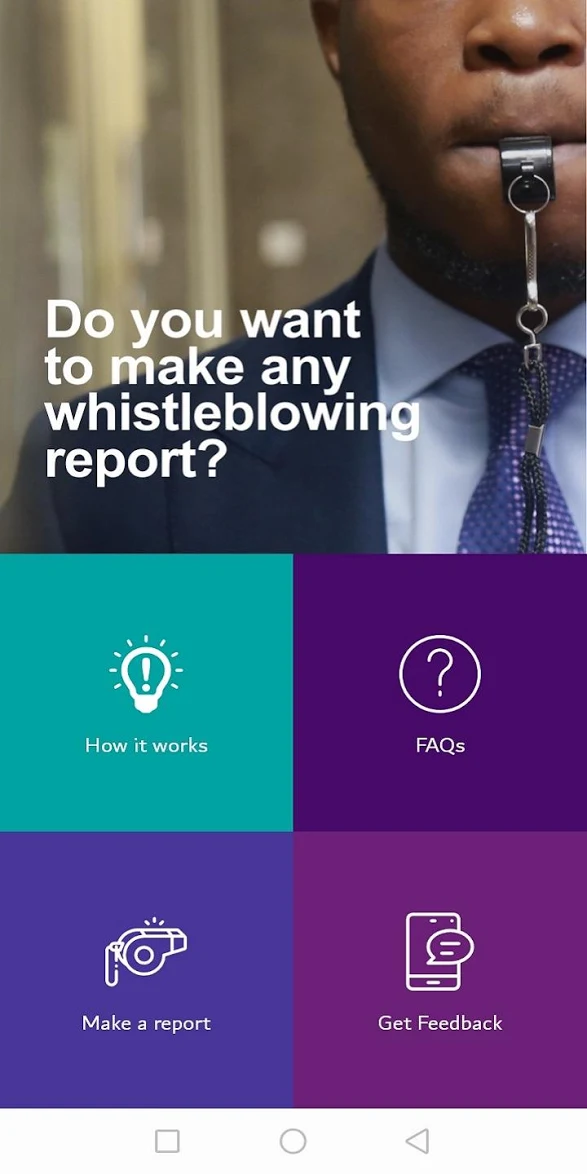 Do you want
to make any
whistleblowing
report?
How it works
FAQs
Make a report
Get Feedback